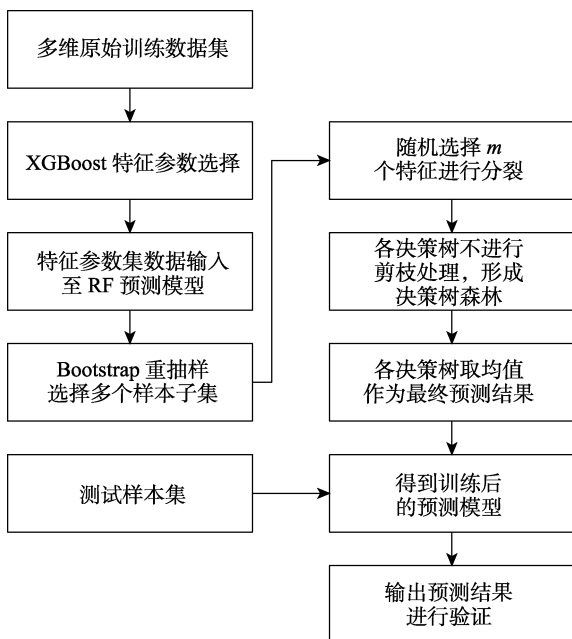 多维原始训练数据集
XGBoost 特征参数选择
特征参数集数据输入
至 RF 预测模型
Bootstrap 重抽样
选择多个样本子集
测试样本集
随机选择 m
个特征进行分裂
各决策树不进行
剪枝处理，形成
决策树森林
各决策树取均值
作为最终预测结果
得到训练后
的预测模型
输出预测结果
进行验证